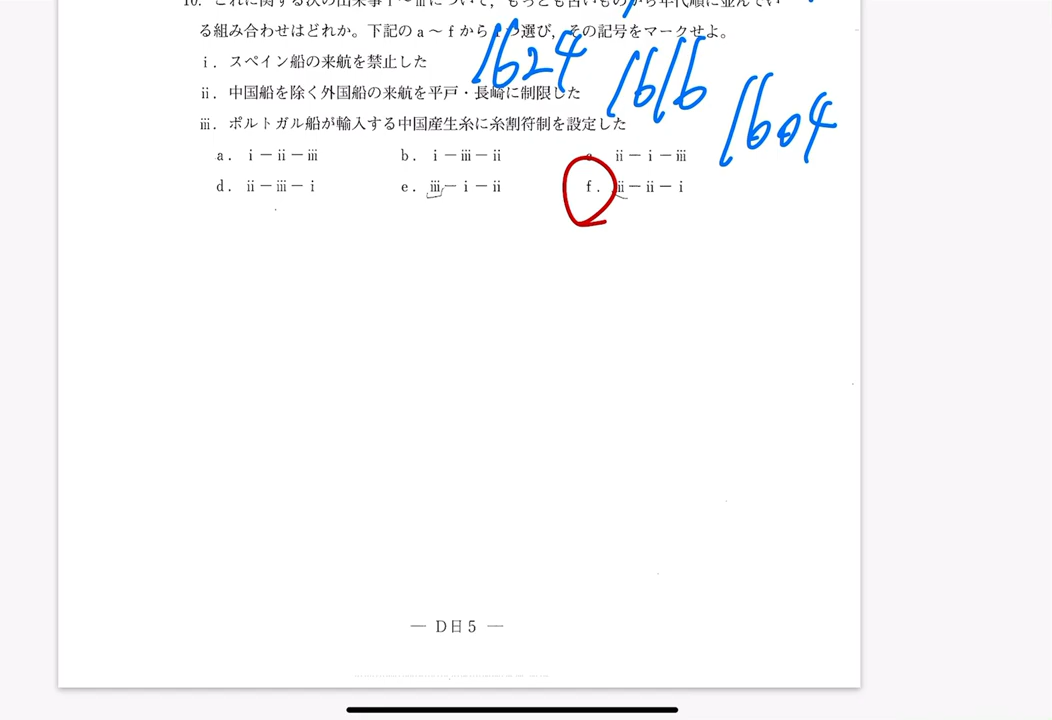 10. これに関する次の出来事ⅰ～ⅲについて，もっとも古いものから年代順に並んでい
る組み合わせはどれか。下記のａ～ｆから1つ選び，その記号をマークせよ。
ⅰ．スペイン船の来航を禁止した 1624
ⅱ．中国船を除く外国船の来航を平戸・長崎に制限した 1616
ⅲ．ポルトガル船が輸入する中国産生糸に糸割符制を設定した 1604
ａ．ⅰ－ⅱ－ⅲ ｂ．ⅰ－ⅲ－ⅱ ｃ．ⅱ－ⅰ－ⅲ
ｄ．ⅱ－ⅲ－ⅰ ｅ．ⅲ－ⅰ－ⅱ ｆ．ⅲ－ⅱ－ⅰ
― Ｄ日５ ―